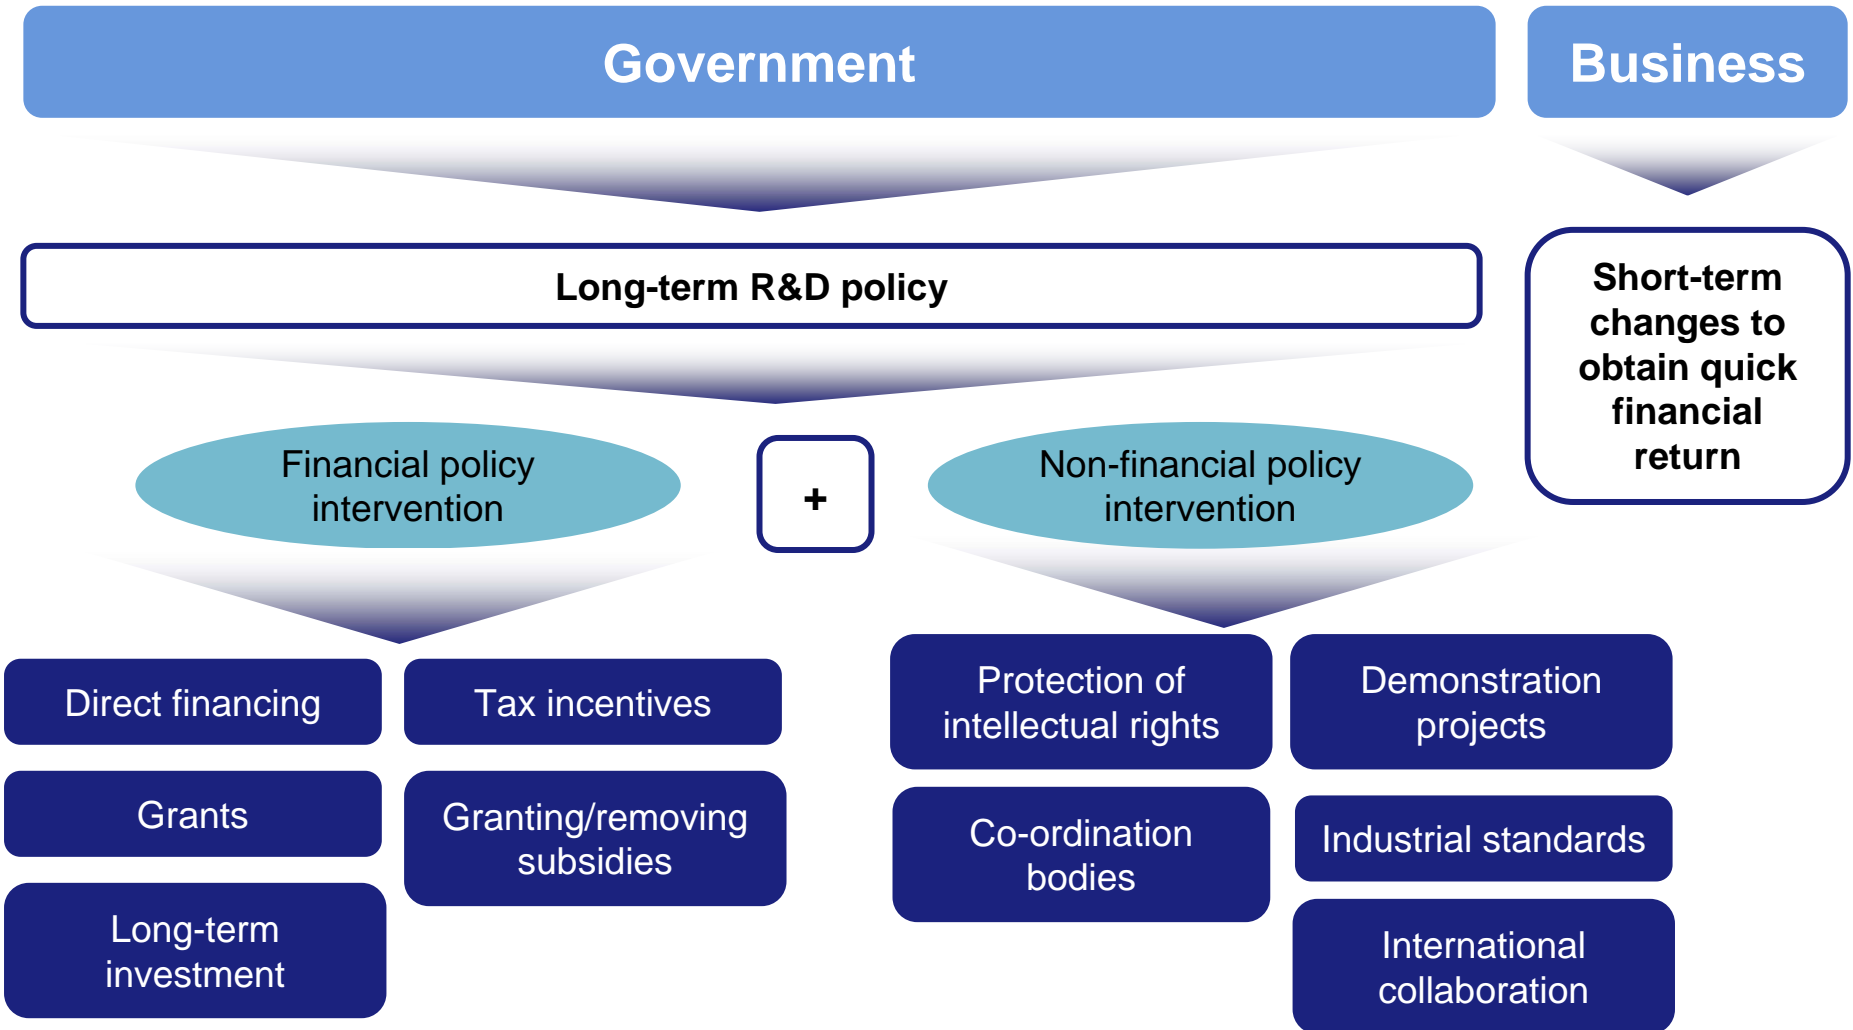 Government
Business
Long-term R&D policy
Short-term
changes to
obtain quick
financial
return
Financial policy
intervention
+
Non-financial policy
intervention
Direct financing
Tax incentives
Grants
Granting/removing
subsidies
Long-term
investment
Protection of
intellectual rights
Demonstration
projects
Co-ordination
bodies
Industrial standards
International
collaboration